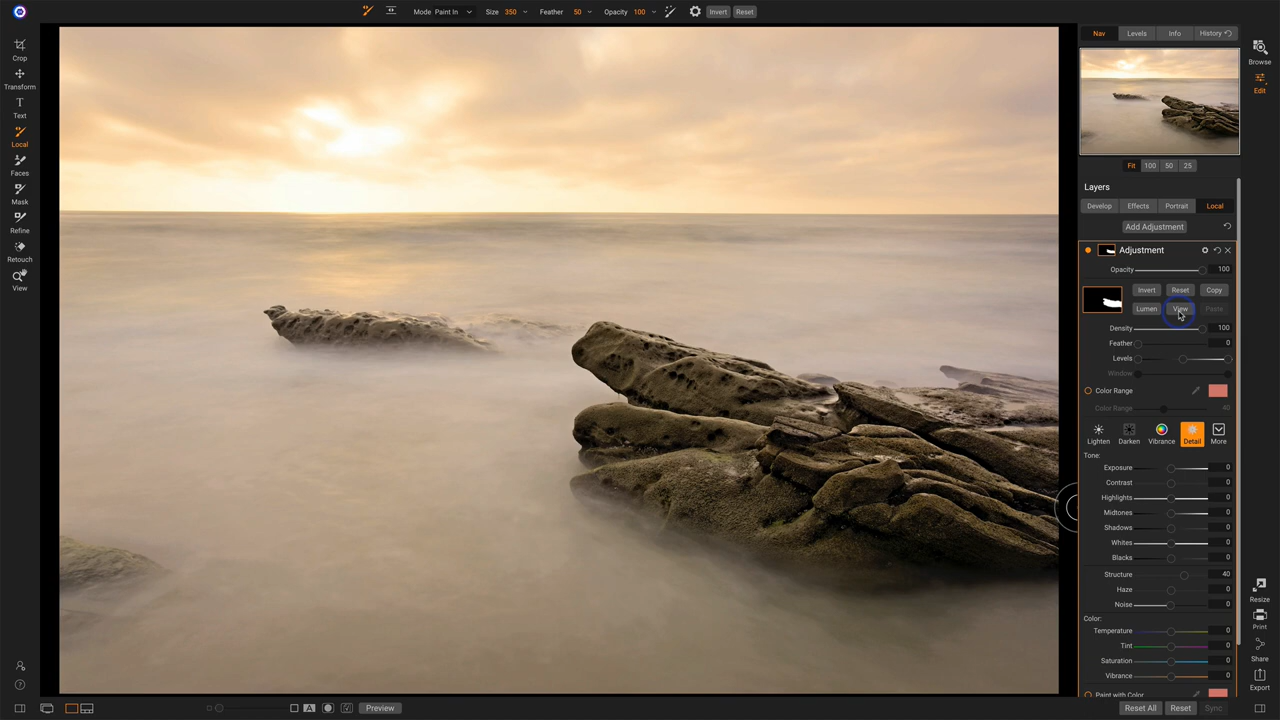 Mode Paint In Size 350 Feather 50 Opacity 100 Invert Reset
Crop
Transform
Text
Local
Faces
Mask
Refine
Retouch
View
Nav Levels Info History
Fit 100 50 25
Layers
Develop Effects Portrait Local
Add Adjustment
Adjustment
Opacity 100
Invert Reset Copy
Lumen View Paste
Density 100
Feather 0
Levels
Window
Color Range
Color Range 40
Lighten Darken Vibrance Detail More
Tone:
Exposure 0
Contrast 0
Highlights 0
Midtones 0
Shadows 0
Whites 0
Blacks 0
Structure 40
Haze 0
Noise 0
Color:
Temperature 0
Tint 0
Saturation 0
Vibrance 0
Paint with Color
Browse
Edit
Resize
Print
Share
Export
A Preview
Reset All Reset Sync